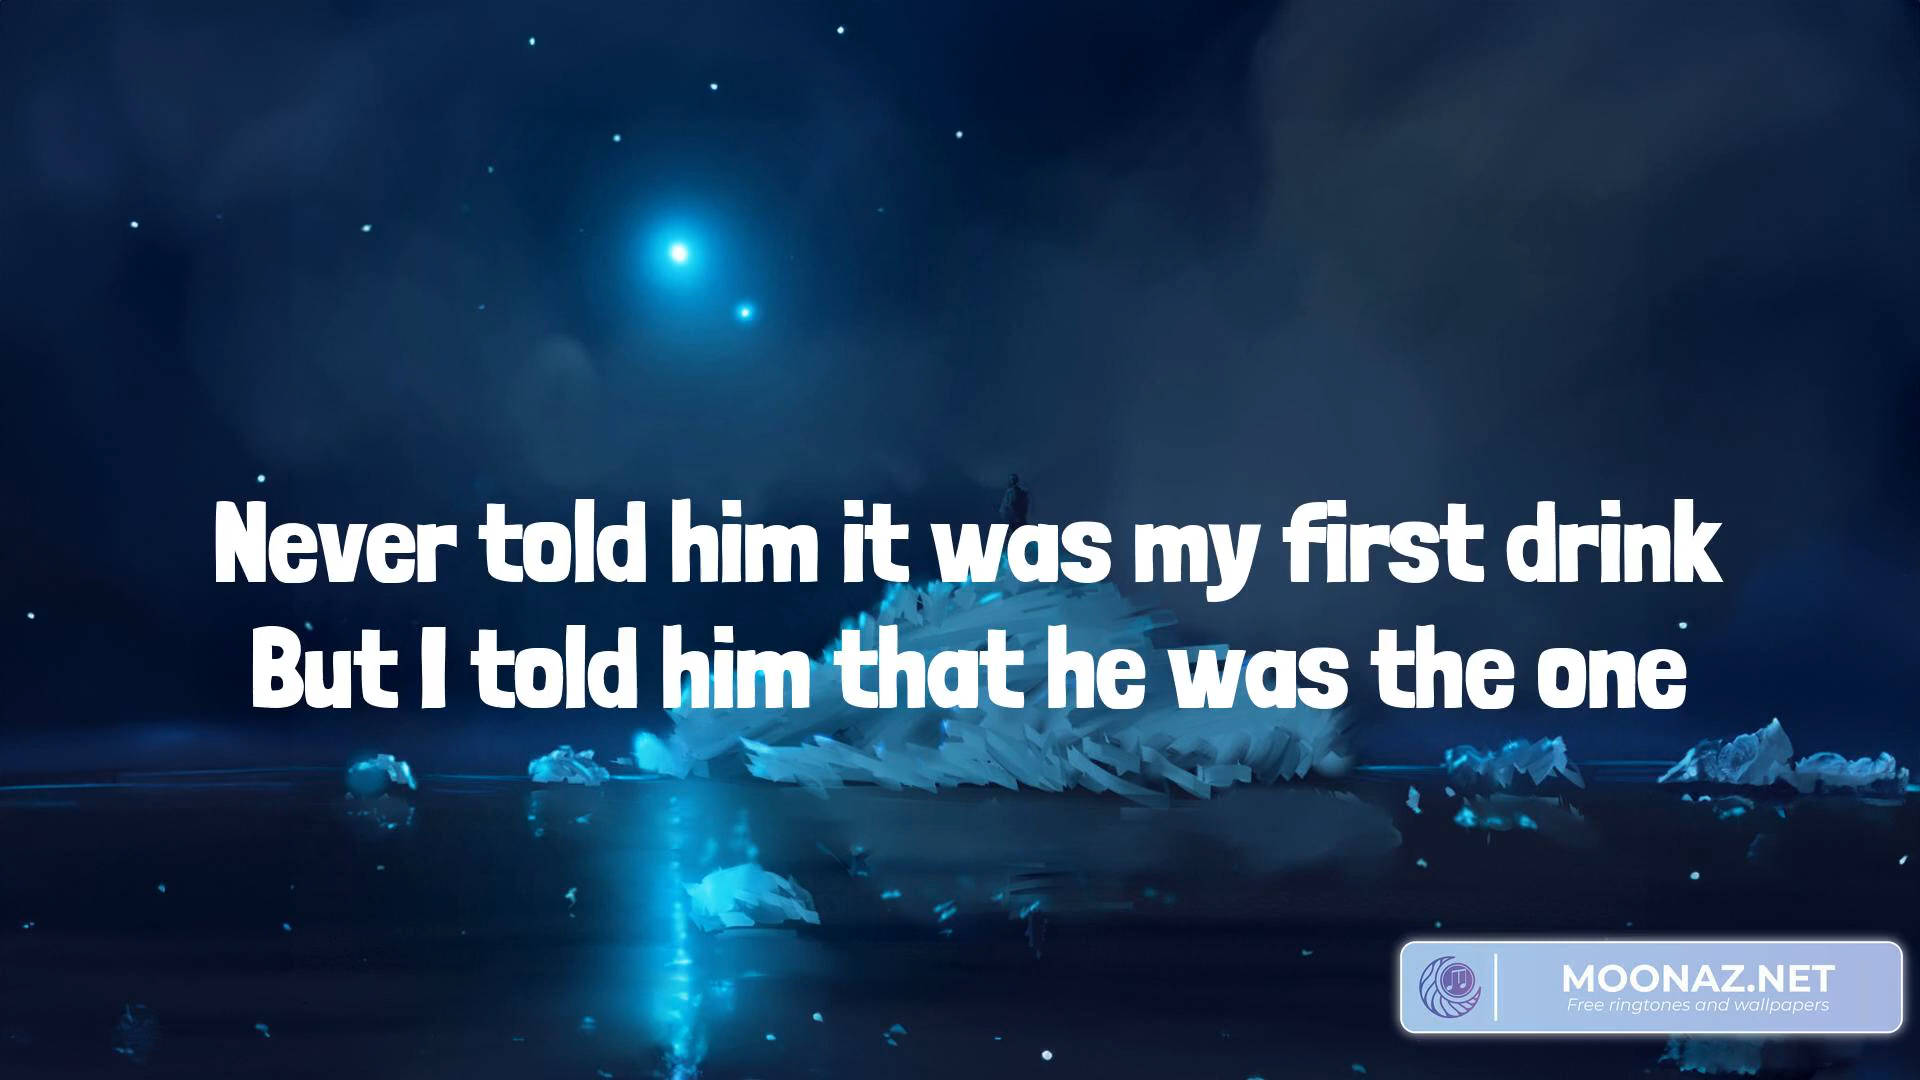 Never told him it was my first drink
But I told him that he was the one
MOONAZ.NET
Free ringtones and wallpapers